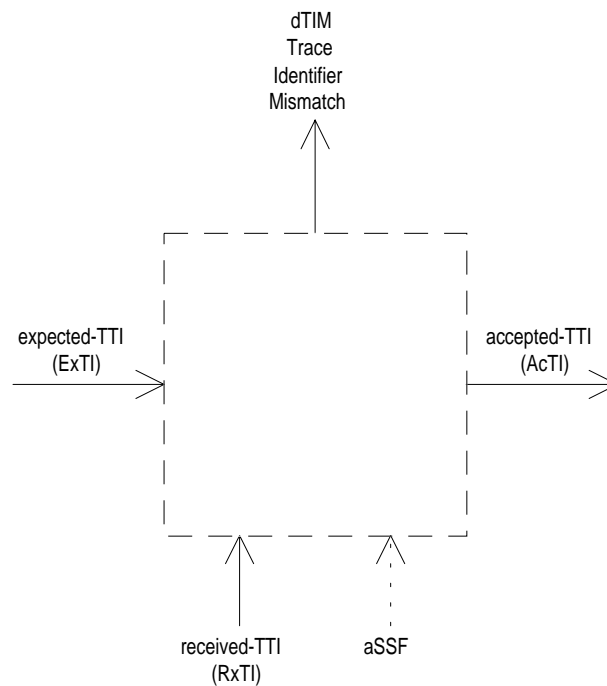 dTIM
Trace
Identifier
Mismatch
expected-TTI
(ExTI)
accepted-TTI
(AcTI)
received-TTI
(RxTI)
aSSF